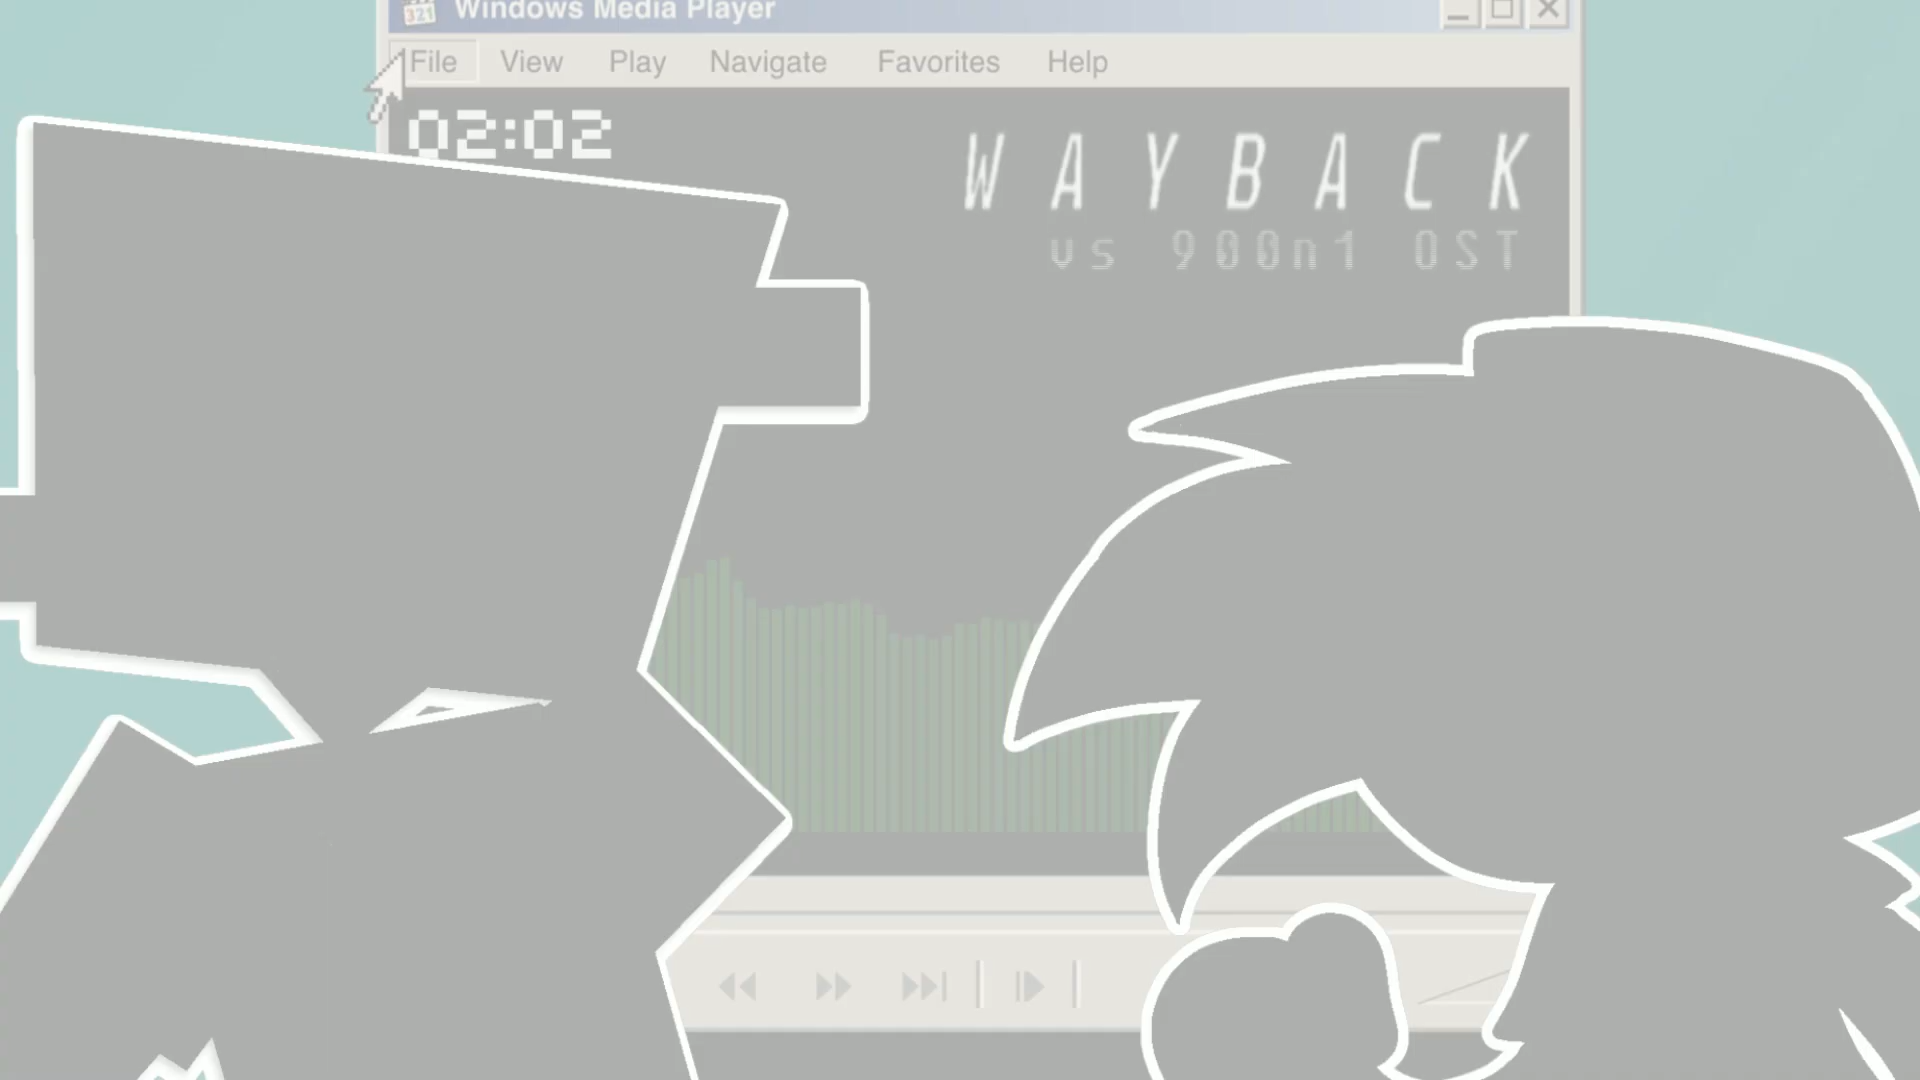 Windows Media Player
File View Play Navigate Favorites Help
02:02
WAYBACK
vs 900n1 OST